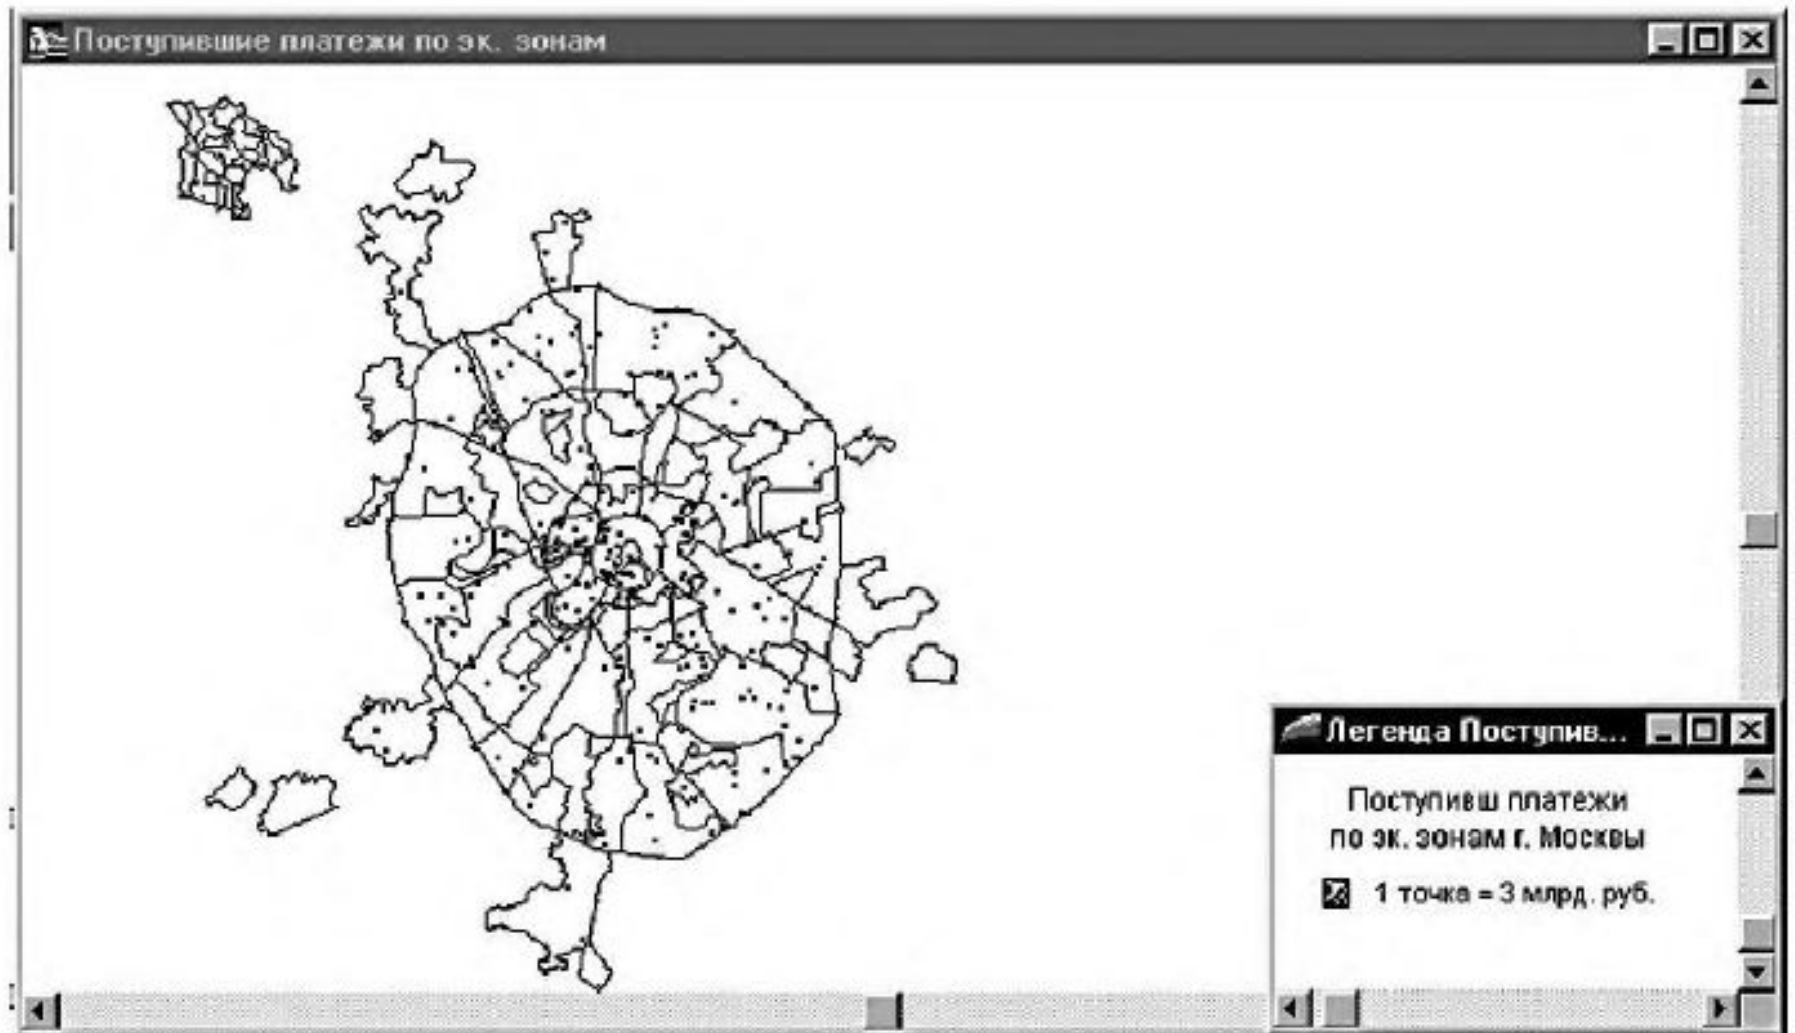 Поступившие платежи по эк. зонам
Легенда Поступив...
Поступивш платежи
по эк. зонам г. Москвы
1 точка = 3 млрд. руб.